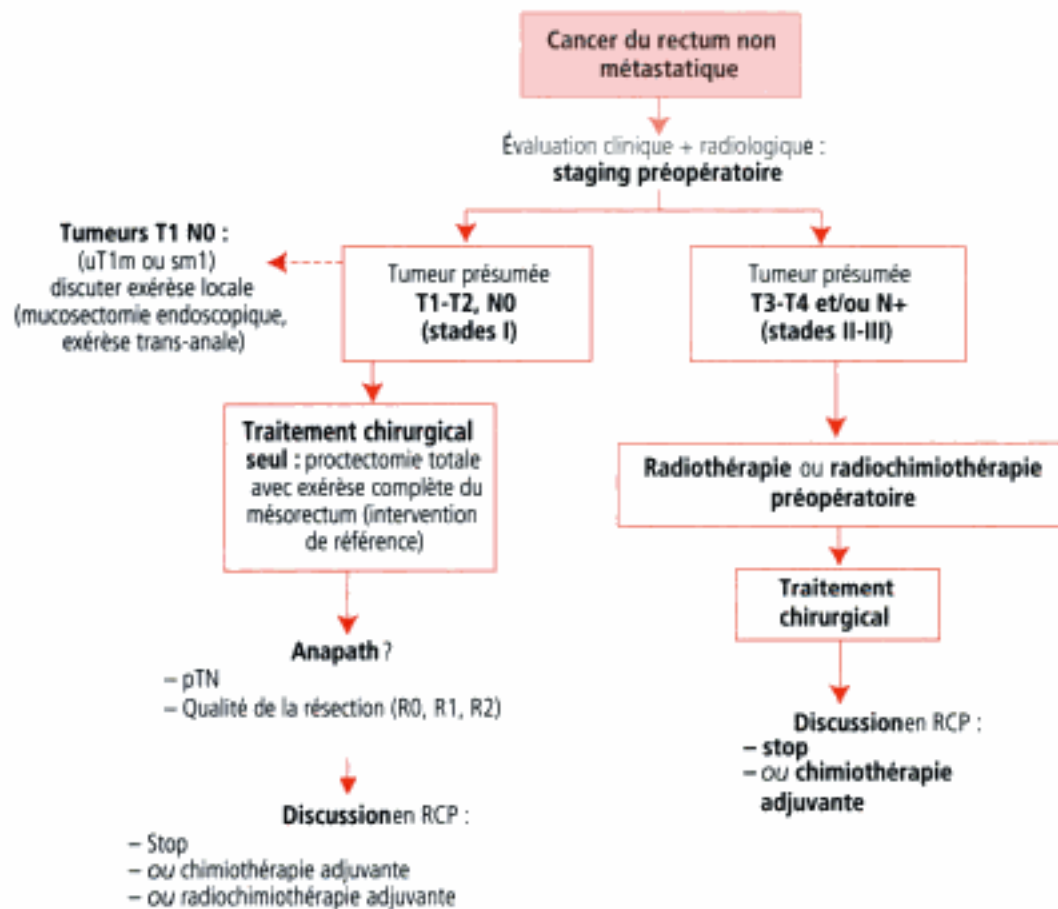 Cancer du rectum non
métastatique
Évaluation clinique + radiologique :
staging préopératoire
Tumeurs T1 N0 :
(uT1m ou sm1)
discuter exérèse locale
(mucosectomie endoscopique,
exérèse trans-anale)
Tumeur présumée
T1-T2, N0
(stades I)
Tumeur présumée
T3-T4 et/ou N+
(stades II-III)
Traitement chirurgical
seul : proctectomie totale
avec exérèse complète du
mésorectum (intervention
de référence)
Radiothérapie ou radiochimiothérapie
préopératoire
Traitement
chirurgical
Anapath ?
– pTN
– Qualité de la résection (R0, R1, R2)
Discussion en RCP :
– stop
– ou chimiothérapie
adjuvante
Discussion en RCP :
– Stop
– ou chimiothérapie adjuvante
– ou radiochimiothérapie adjuvante